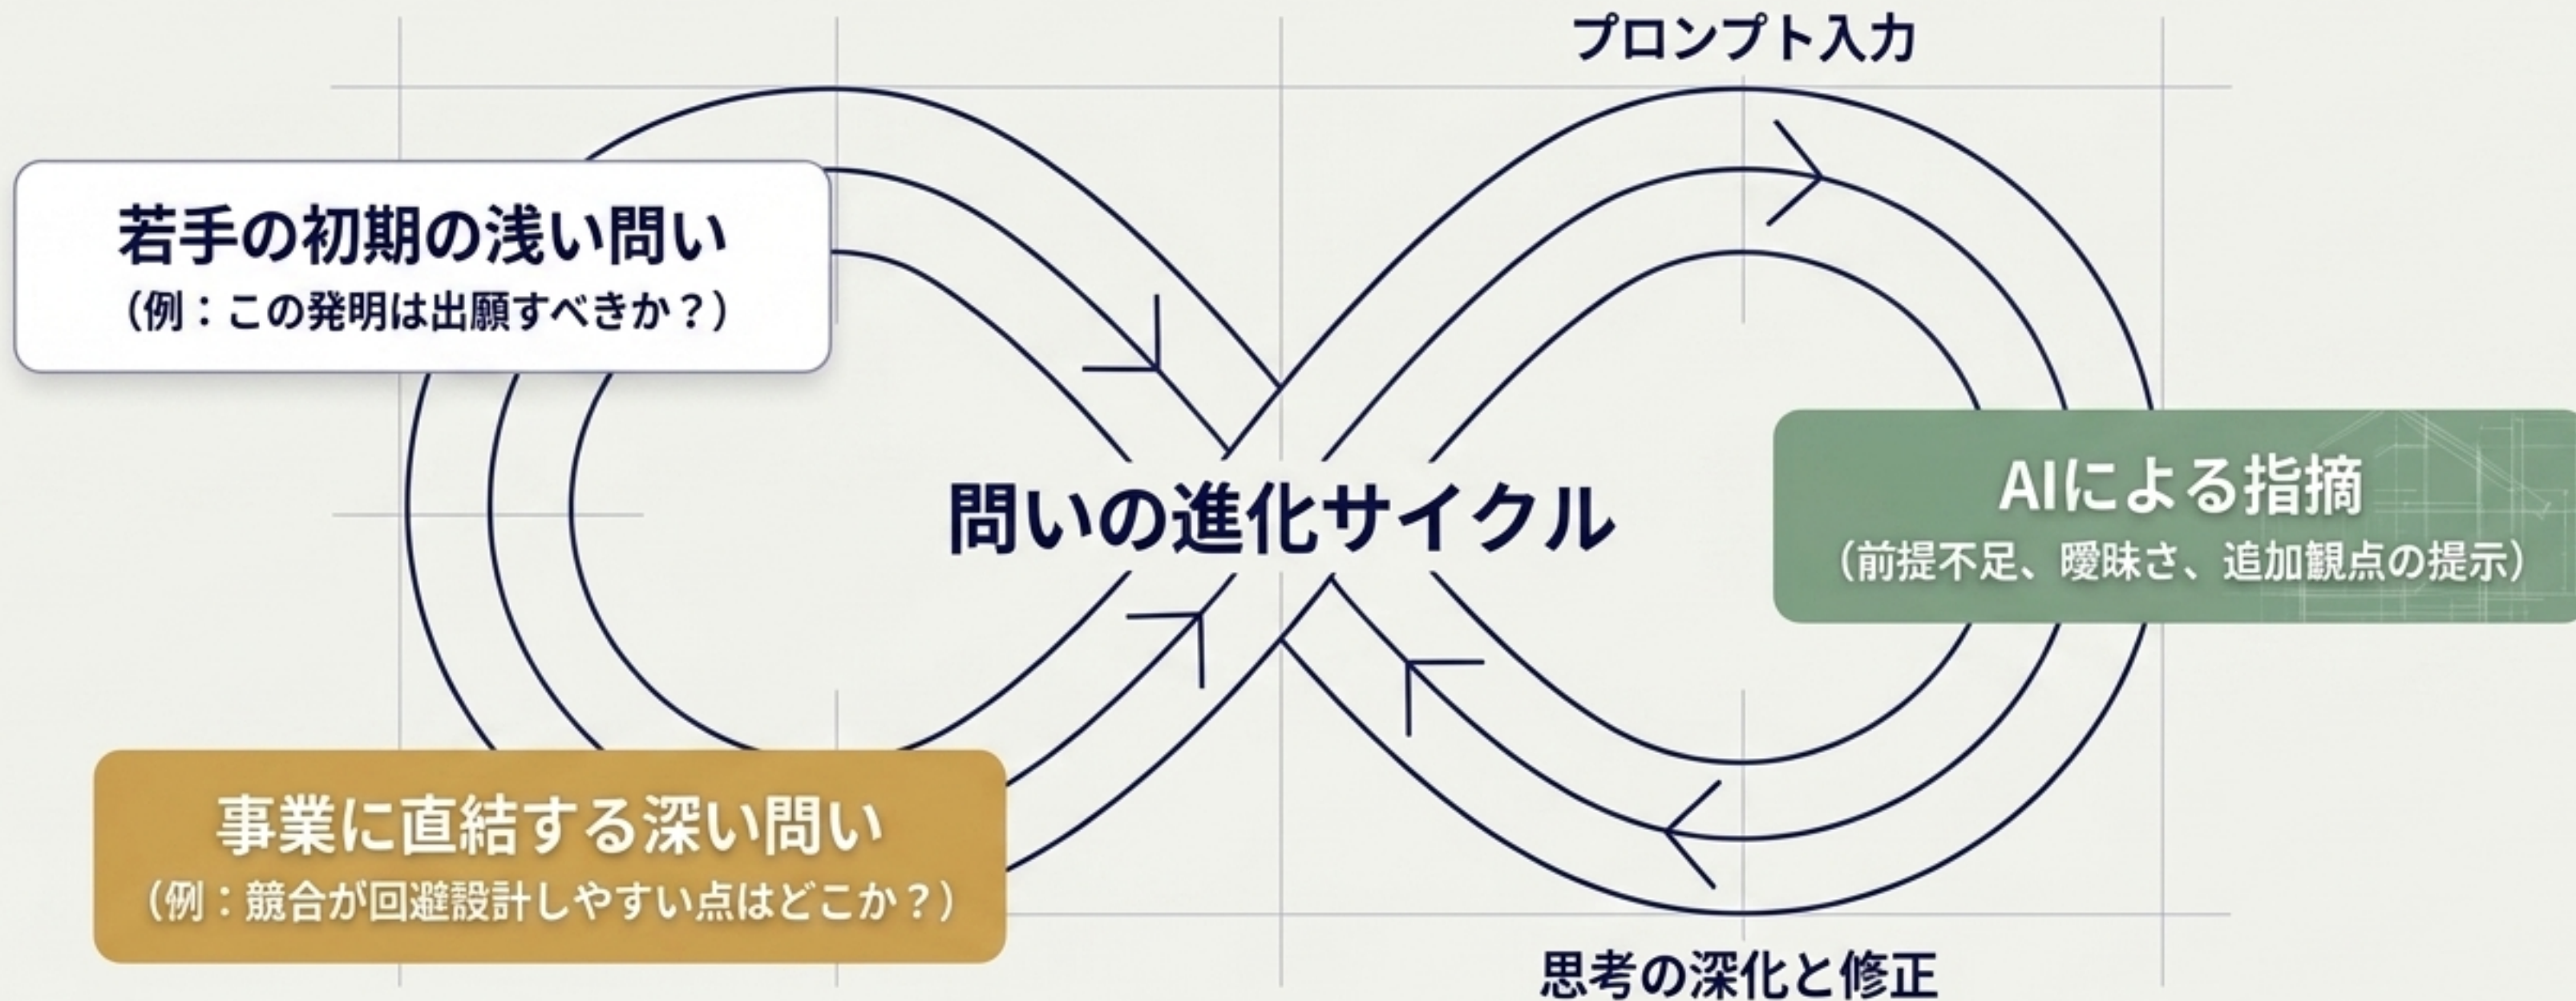 プロンプト入力
若手の初期の浅い問い
（例：この発明は出願すべきか？）
問いの進化サイクル
AIによる指摘
（前提不足、曖昧さ、追加観点の提示）
事業に直結する深い問い
（例：競合が回避設計しやすい点はどこか？）
思考の深化と修正